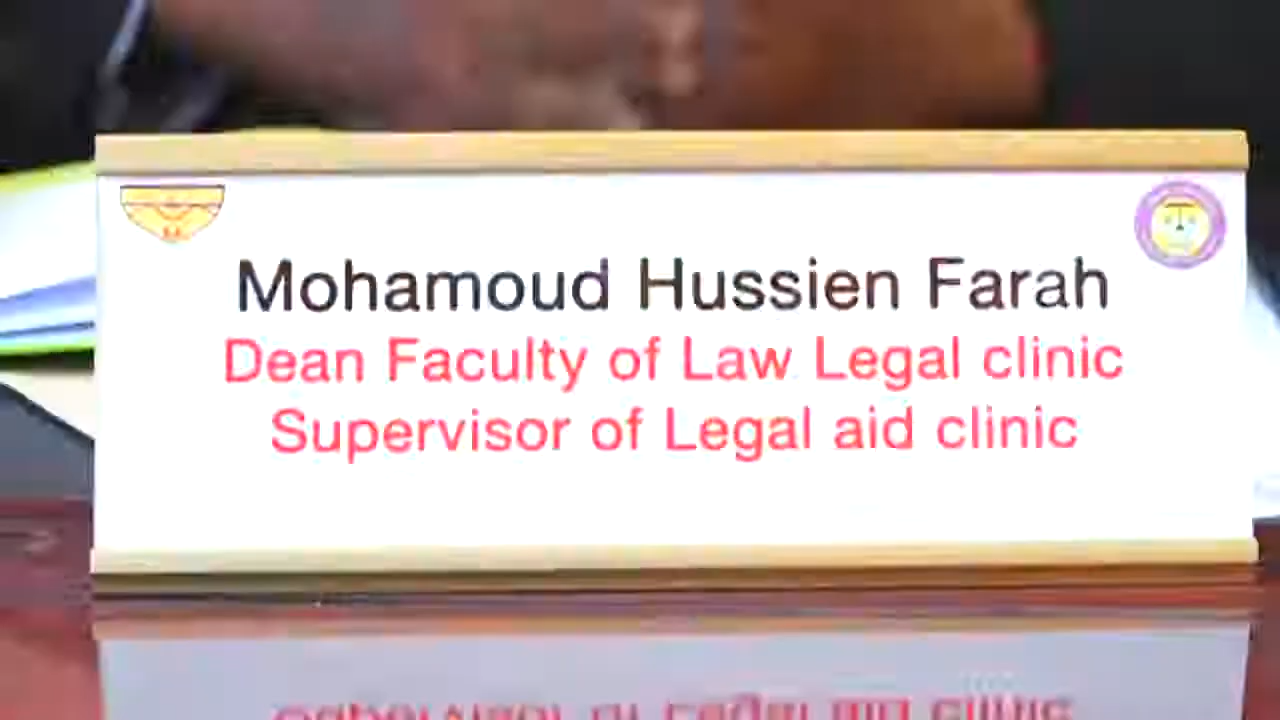 Mohamoud Hussien Farah
Dean Faculty of Law Legal clinic
Supervisor of Legal aid clinic